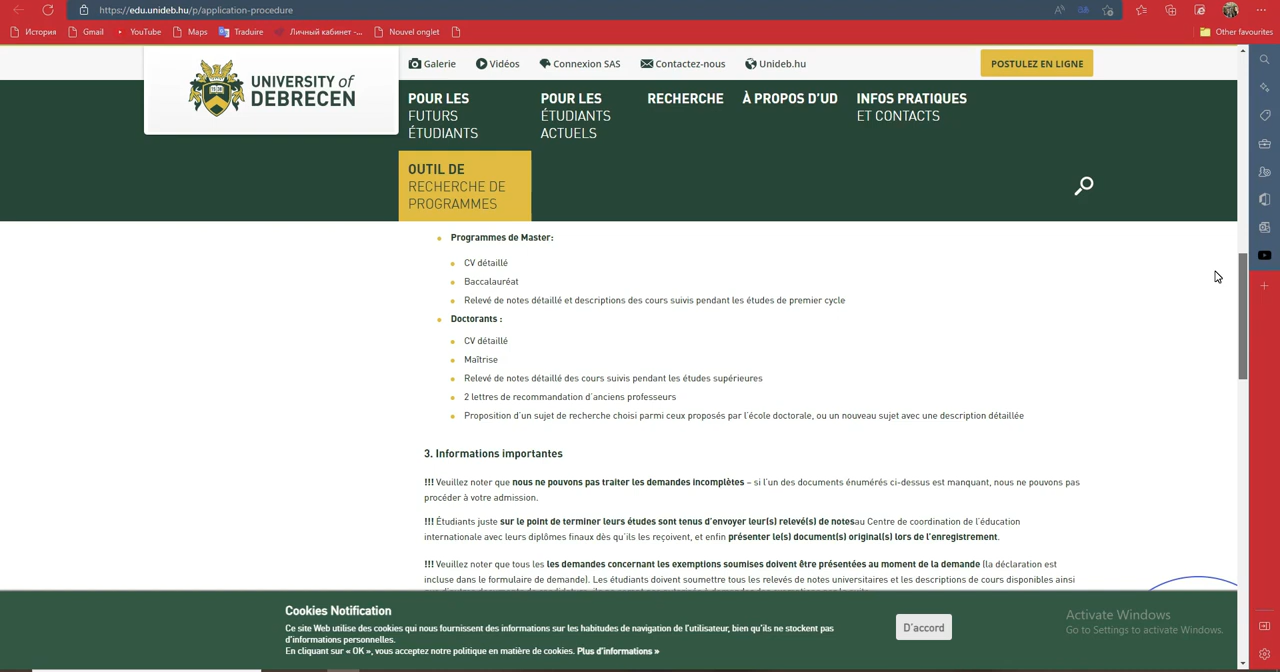 https://edu.unideb.hu/p/application-procedure
История
Gmail
YouTube
Maps
Traduire
Личный кабинет -...
Nouvel onglet
Other favourites
UNIVERSITY of
DEBRECEN
Galerie
Vidéos
Connexion SAS
Contactez-nous
Unideb.hu
POSTULEZ EN LIGNE
POUR LES
FUTURS
ÉTUDIANTS
POUR LES
ÉTUDIANTS
ACTUELS
RECHERCHE
À PROPOS D'UD
INFOS PRATIQUES
ET CONTACTS
OUTIL DE
RECHERCHE DE
PROGRAMMES
Programmes de Master:
CV détaillé
Baccalauréat
Relevé de notes détaillé et descriptions des cours suivis pendant les études de premier cycle
Doctorants :
CV détaillé
Maîtrise
Relevé de notes détaillé des cours suivis pendant les études supérieures
2 lettres de recommandation d'anciens professeurs
Proposition d'un sujet de recherche choisi parmi ceux proposés par l'école doctorale, ou un nouveau sujet avec une description détaillée
3. Informations importantes
!!! Veuillez noter que nous ne pouvons pas traiter les demandes incomplètes – si l'un des documents énumérés ci-dessus est manquant, nous ne pouvons pas
procéder à votre admission.
!!! Étudiants juste sur le point de terminer leurs études sont tenus d'envoyer leur(s) relevé(s) de notesau Centre de coordination de l'éducation
internationale avec leurs diplômes finaux dès qu'ils les reçoivent, et enfin présenter le(s) document(s) original(s) lors de l'enregistrement.
!!! Veuillez noter que tous les les demandes concernant les exemptions soumises doivent être présentées au moment de la demande (la déclaration est
incluse dans le formulaire de demande). Les étudiants doivent soumettre tous les relevés de notes universitaires et les descriptions de cours disponibles ainsi
Cookies Notification
Ce site Web utilise des cookies qui nous fournissent des informations sur les habitudes de navigation de l'utilisateur, bien qu'ils ne stockent pas
d'informations personnelles.
En cliquant sur « OK », vous acceptez notre politique en matière de cookies. Plus d'informations »
D'accord
Activate Windows
Go to Settings to activate Windows.